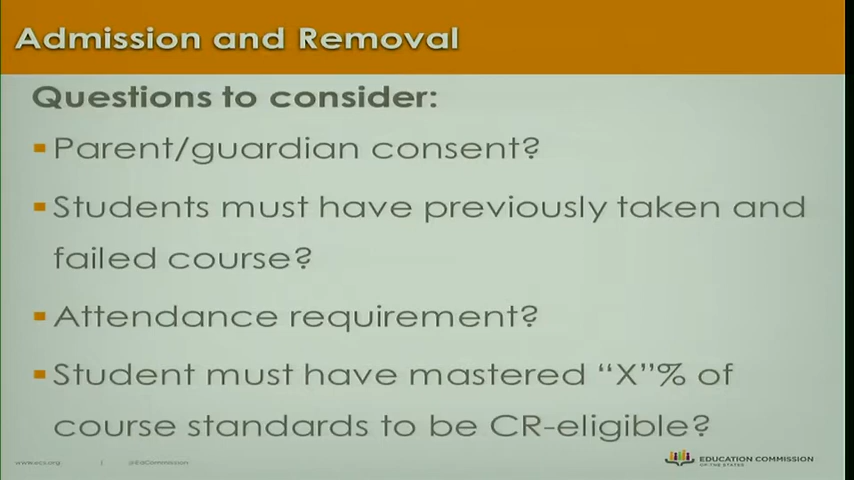 Admission and Removal
Questions to consider:
Parent/guardian consent?
Students must have previously taken and
failed course?
Attendance requirement?
Student must have mastered “X”% of
course standards to be CR-eligible?
www.ecs.org | @EdCommission
EDUCATION COMMISSION
OF THE STATES